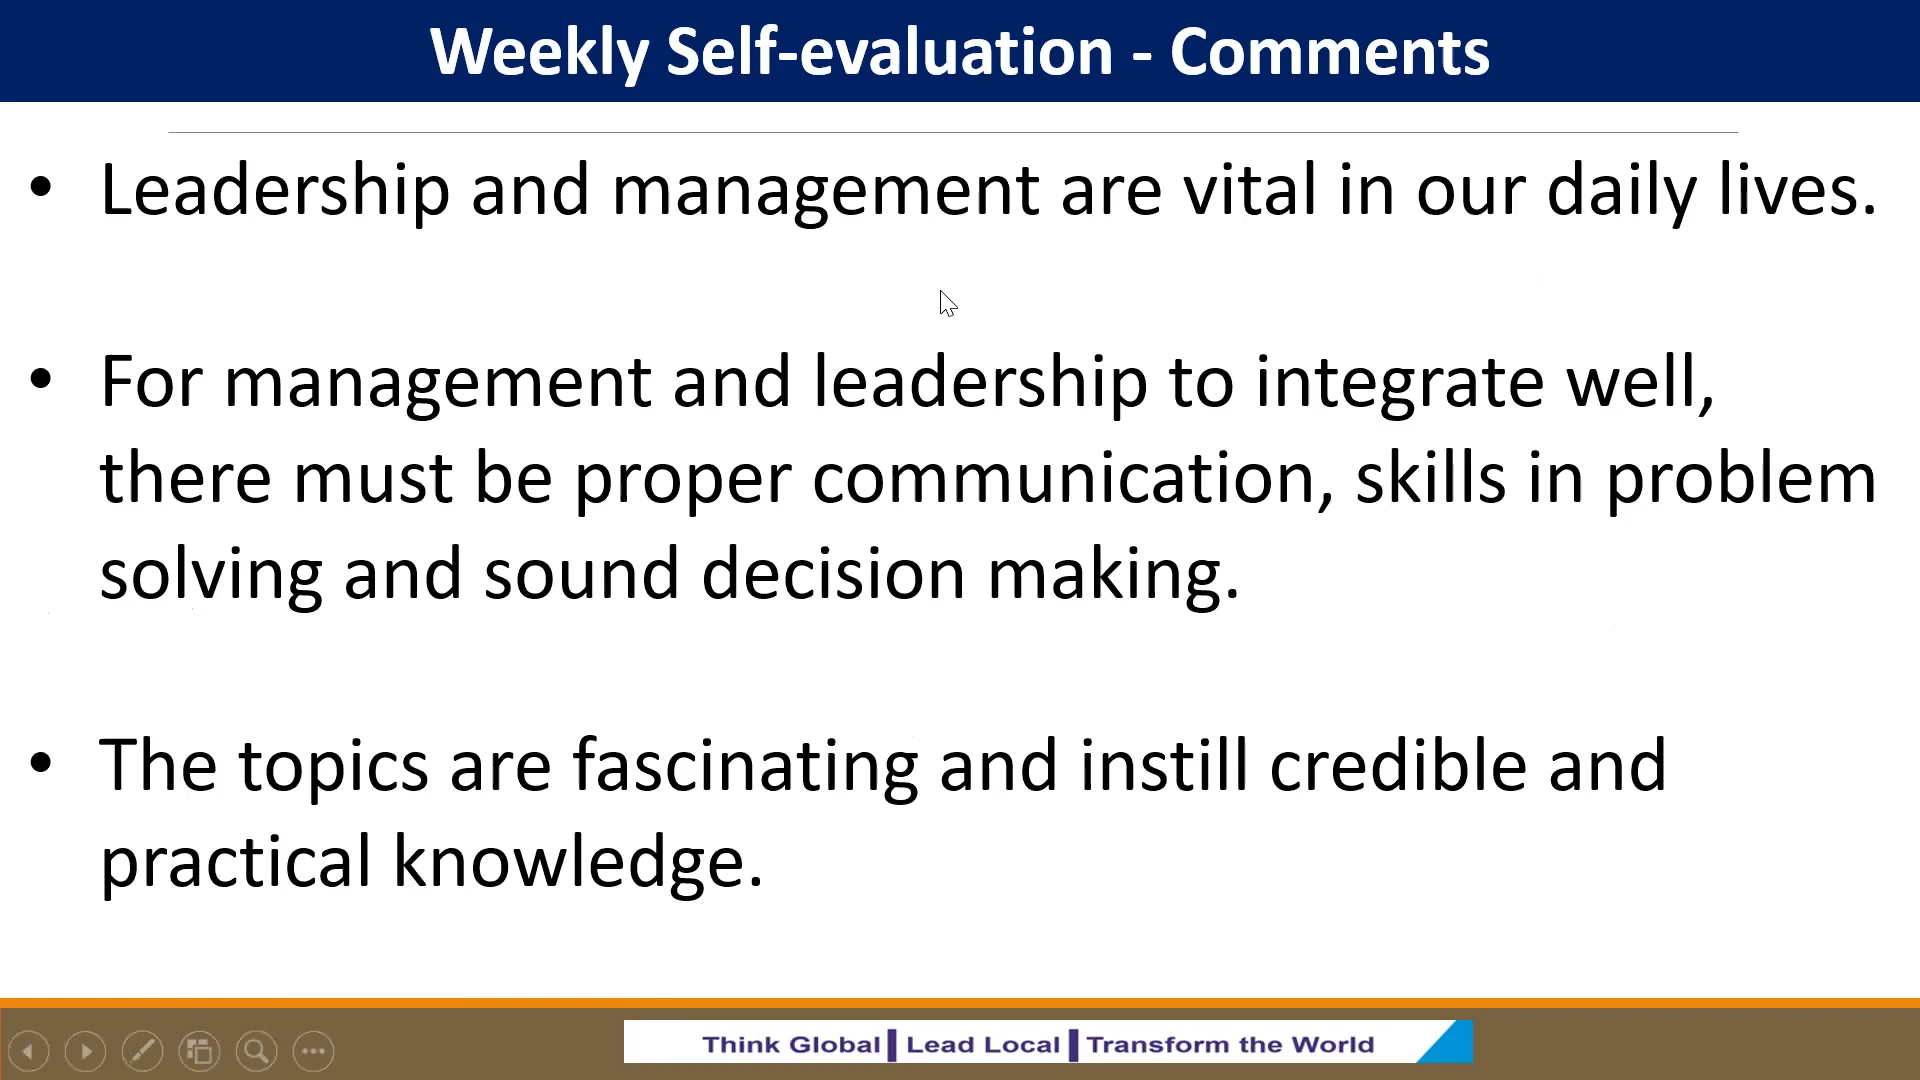 Weekly Self-evaluation - Comments
• Leadership and management are vital in our daily lives.
• For management and leadership to integrate well,
there must be proper communication, skills in problem
solving and sound decision making.
• The topics are fascinating and instill credible and
practical knowledge.
Think Global | Lead Local | Transform the World